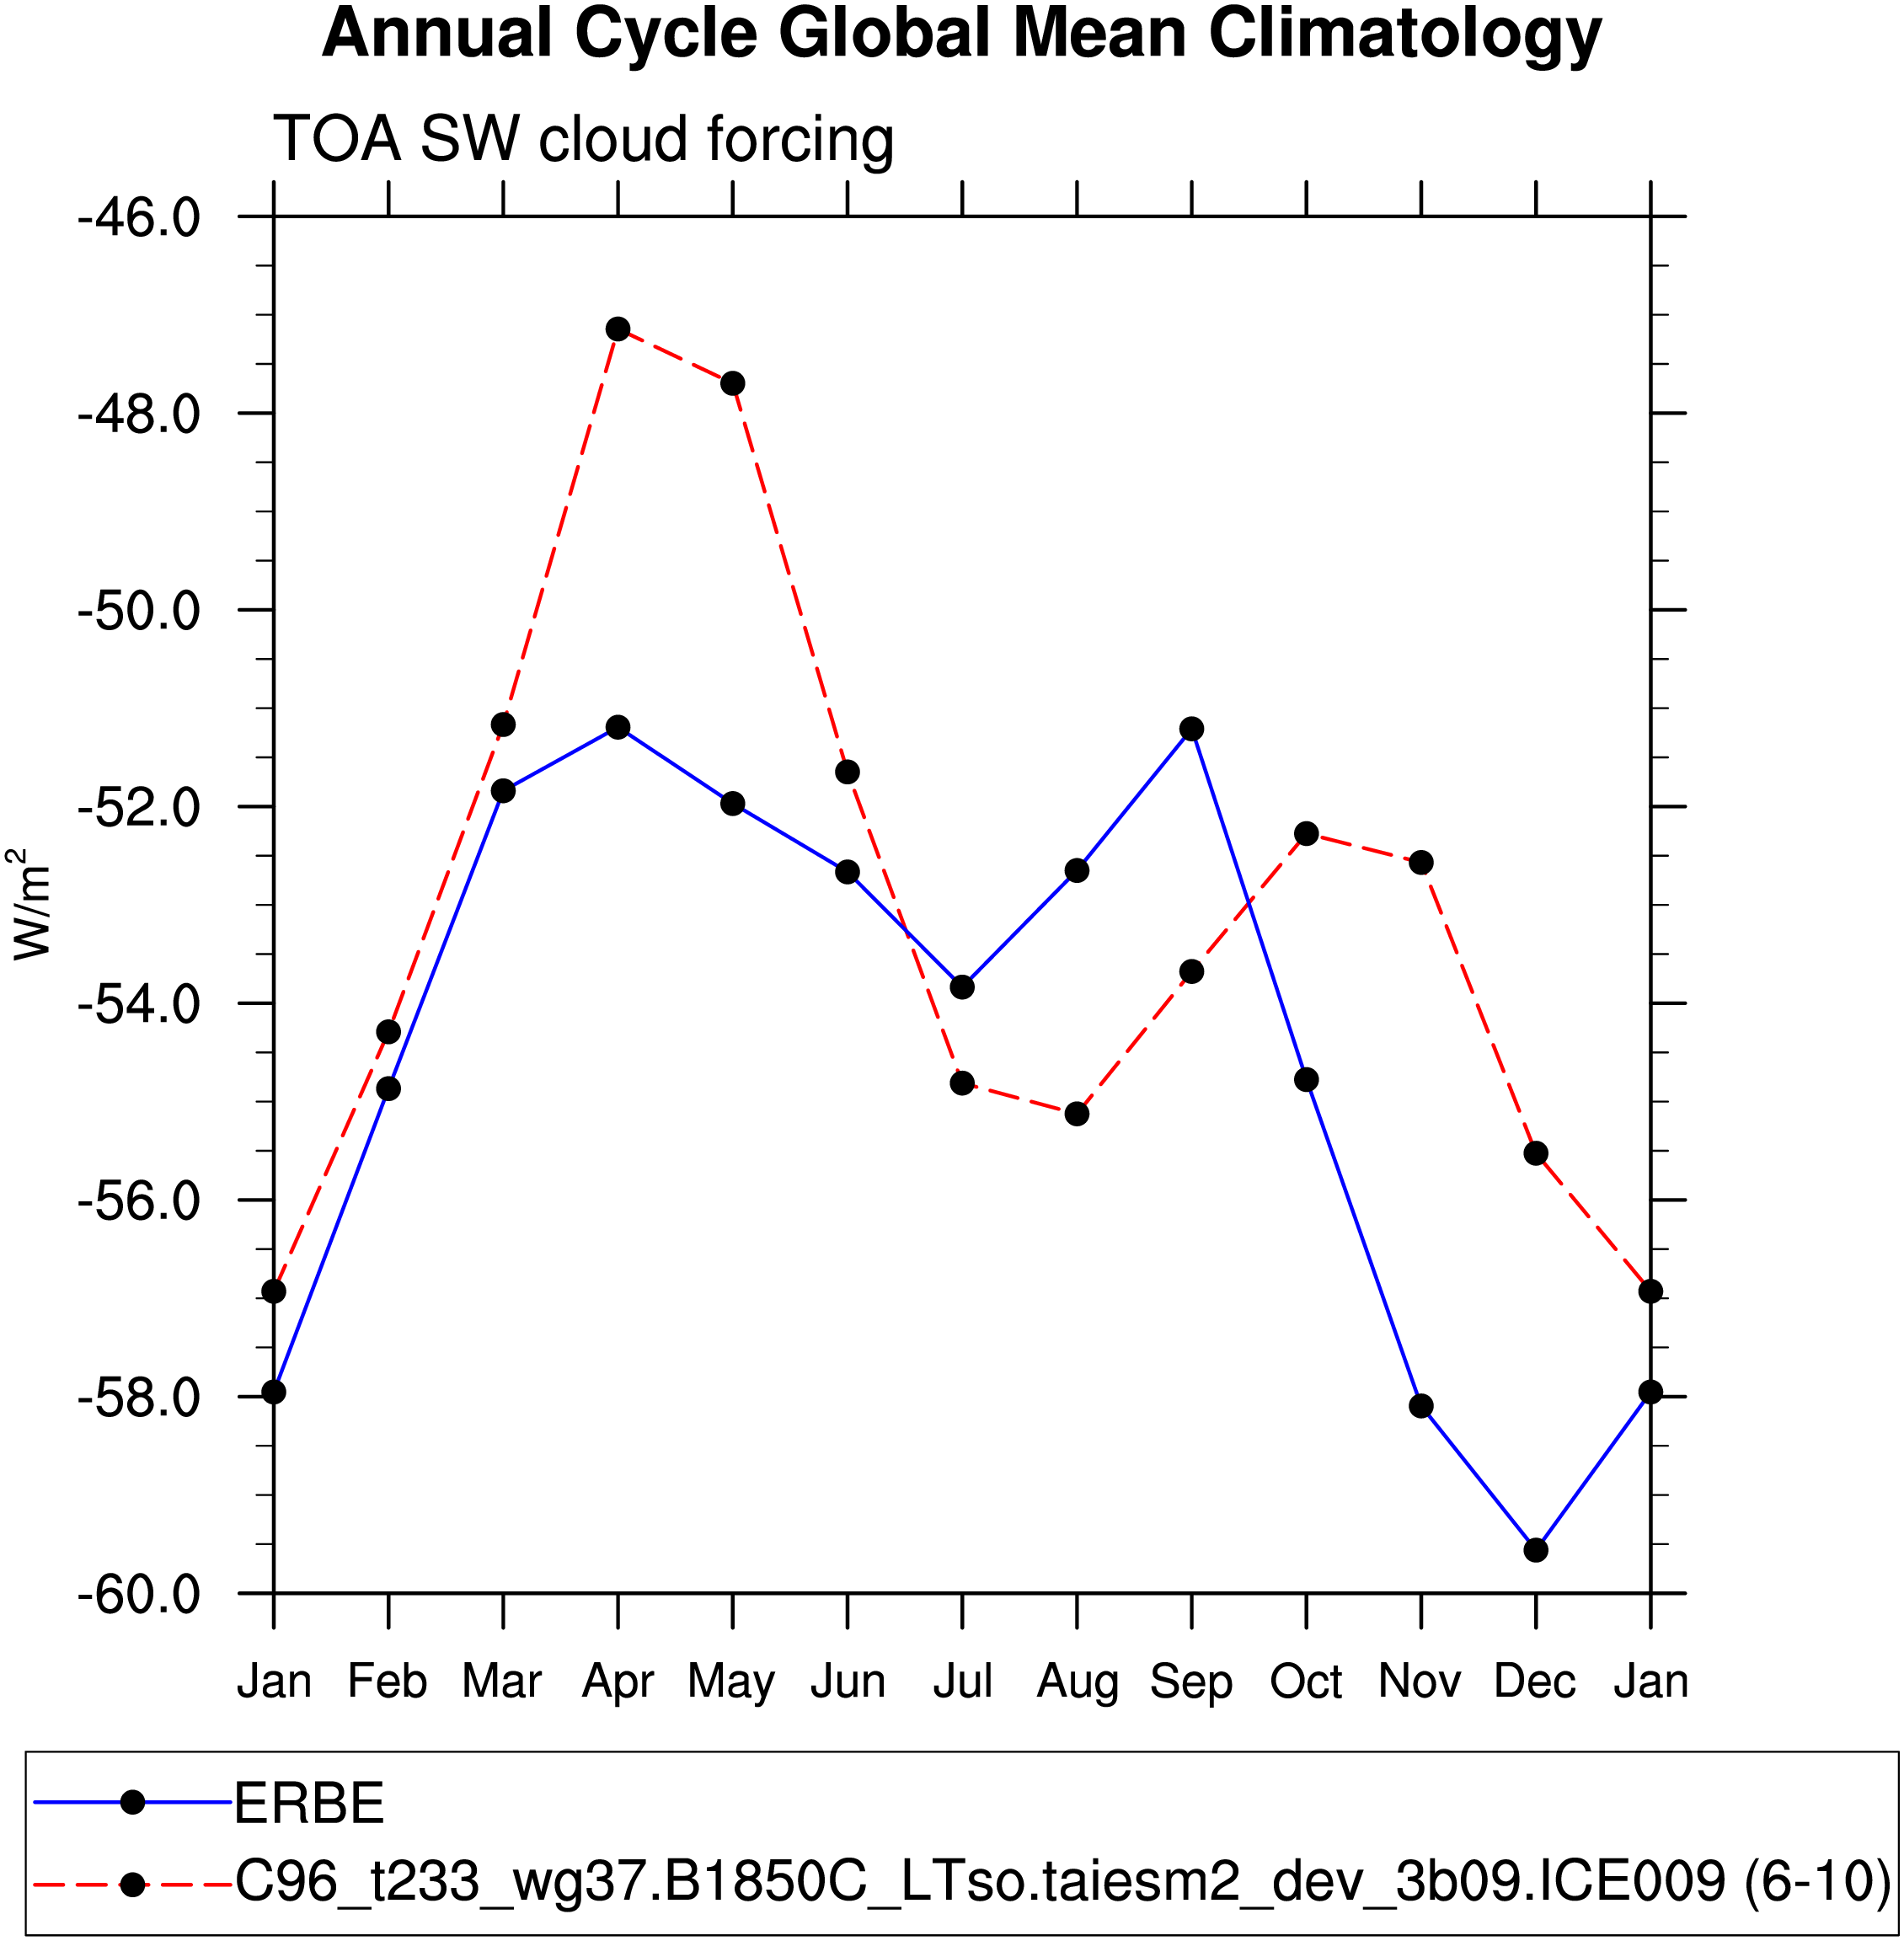 Annual Cycle Global Mean Climatology
TOA SW cloud forcing
-46.0
-48.0
-50.0
-52.0
-54.0
-56.0
-58.0
-60.0
W/m²
Jan Feb Mar Apr May Jun Jul Aug Sep Oct Nov Dec Jan
ERBE
C96_t233_wg37.B1850C_LTso.taiesm2_dev_3b09.ICE009 (6-10)